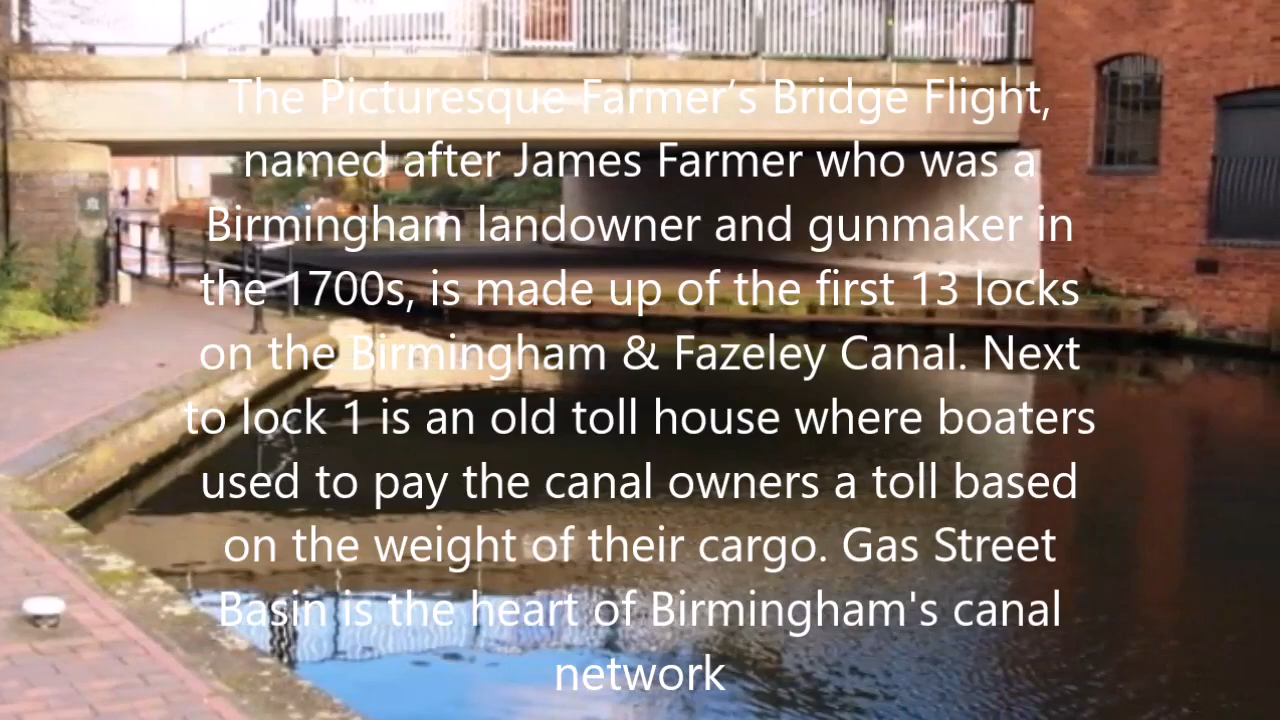 The Picturesque Farmer’s Bridge Flight,
named after James Farmer who was a
Birmingham landowner and gunmaker in
the 1700s, is made up of the first 13 locks
on the Birmingham & Fazeley Canal. Next
to lock 1 is an old toll house where boaters
used to pay the canal owners a toll based
on the weight of their cargo. Gas Street
Basin is the heart of Birmingham's canal
network